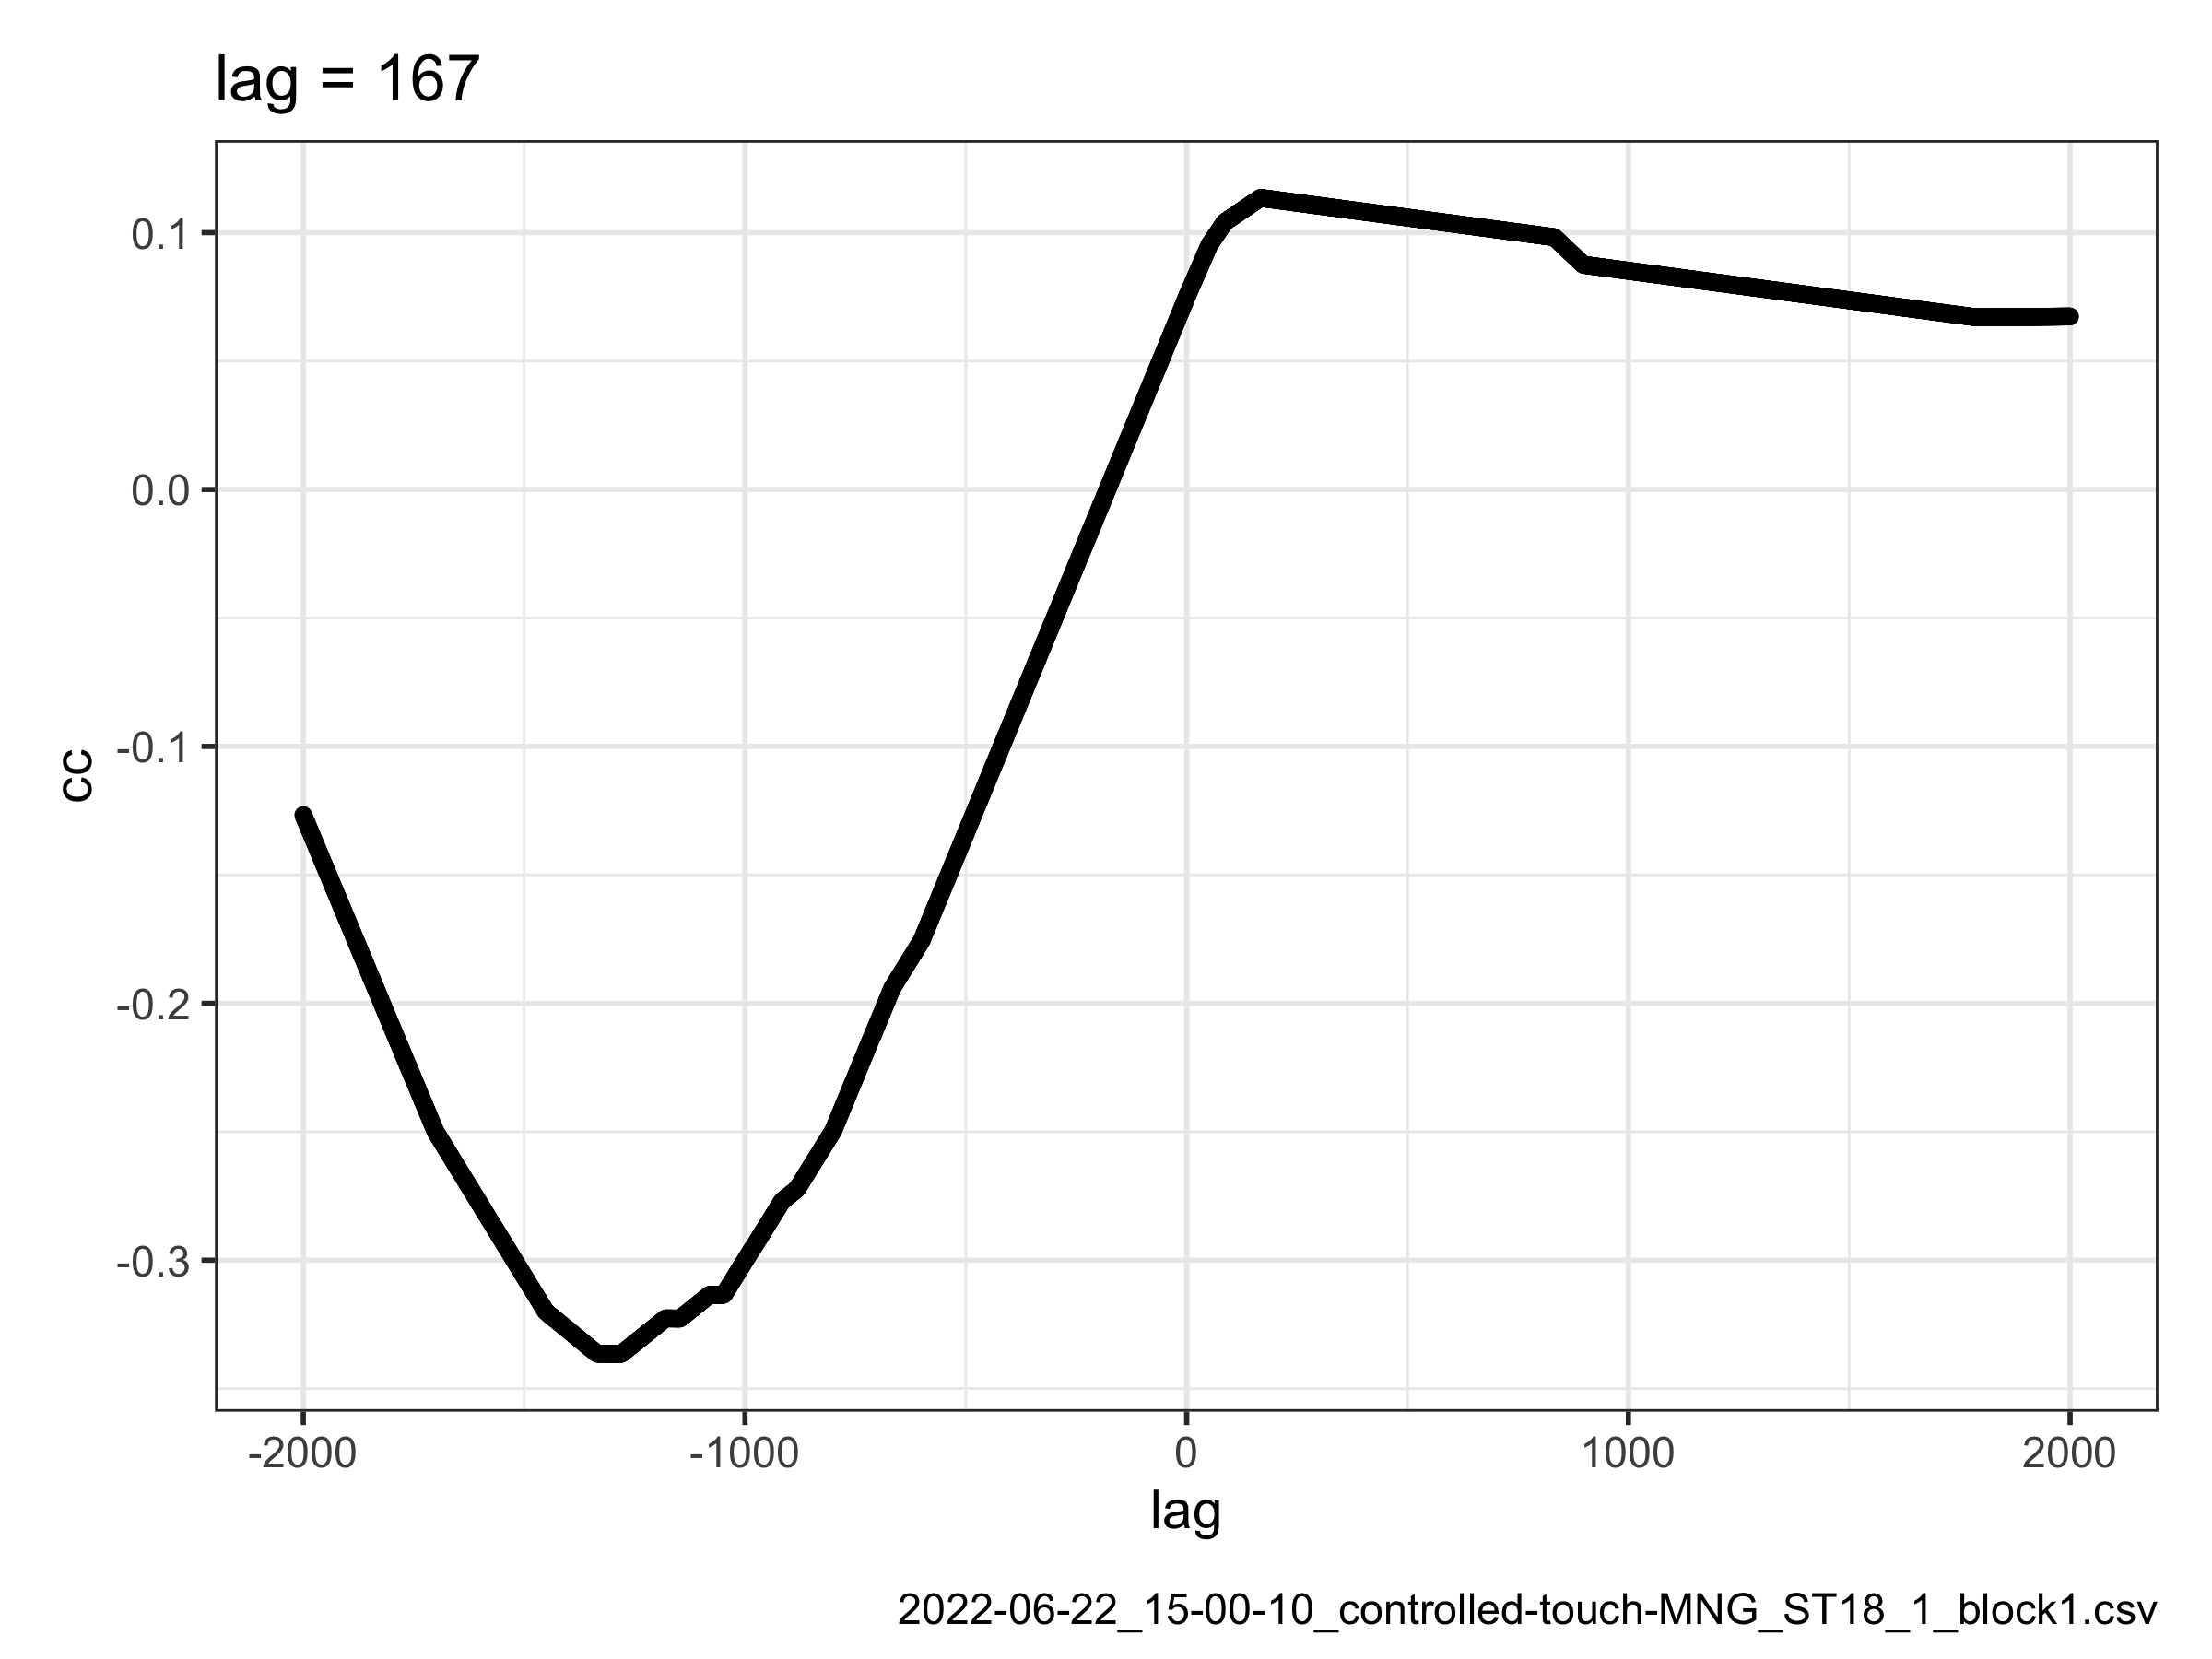 lag = 167
0.1
0.0
-0.1
-0.2
-0.3
cc
-2000 -1000 0 1000 2000
lag
2022-06-22_15-00-10_controlled-touch-MNG_ST18_1_block1.csv